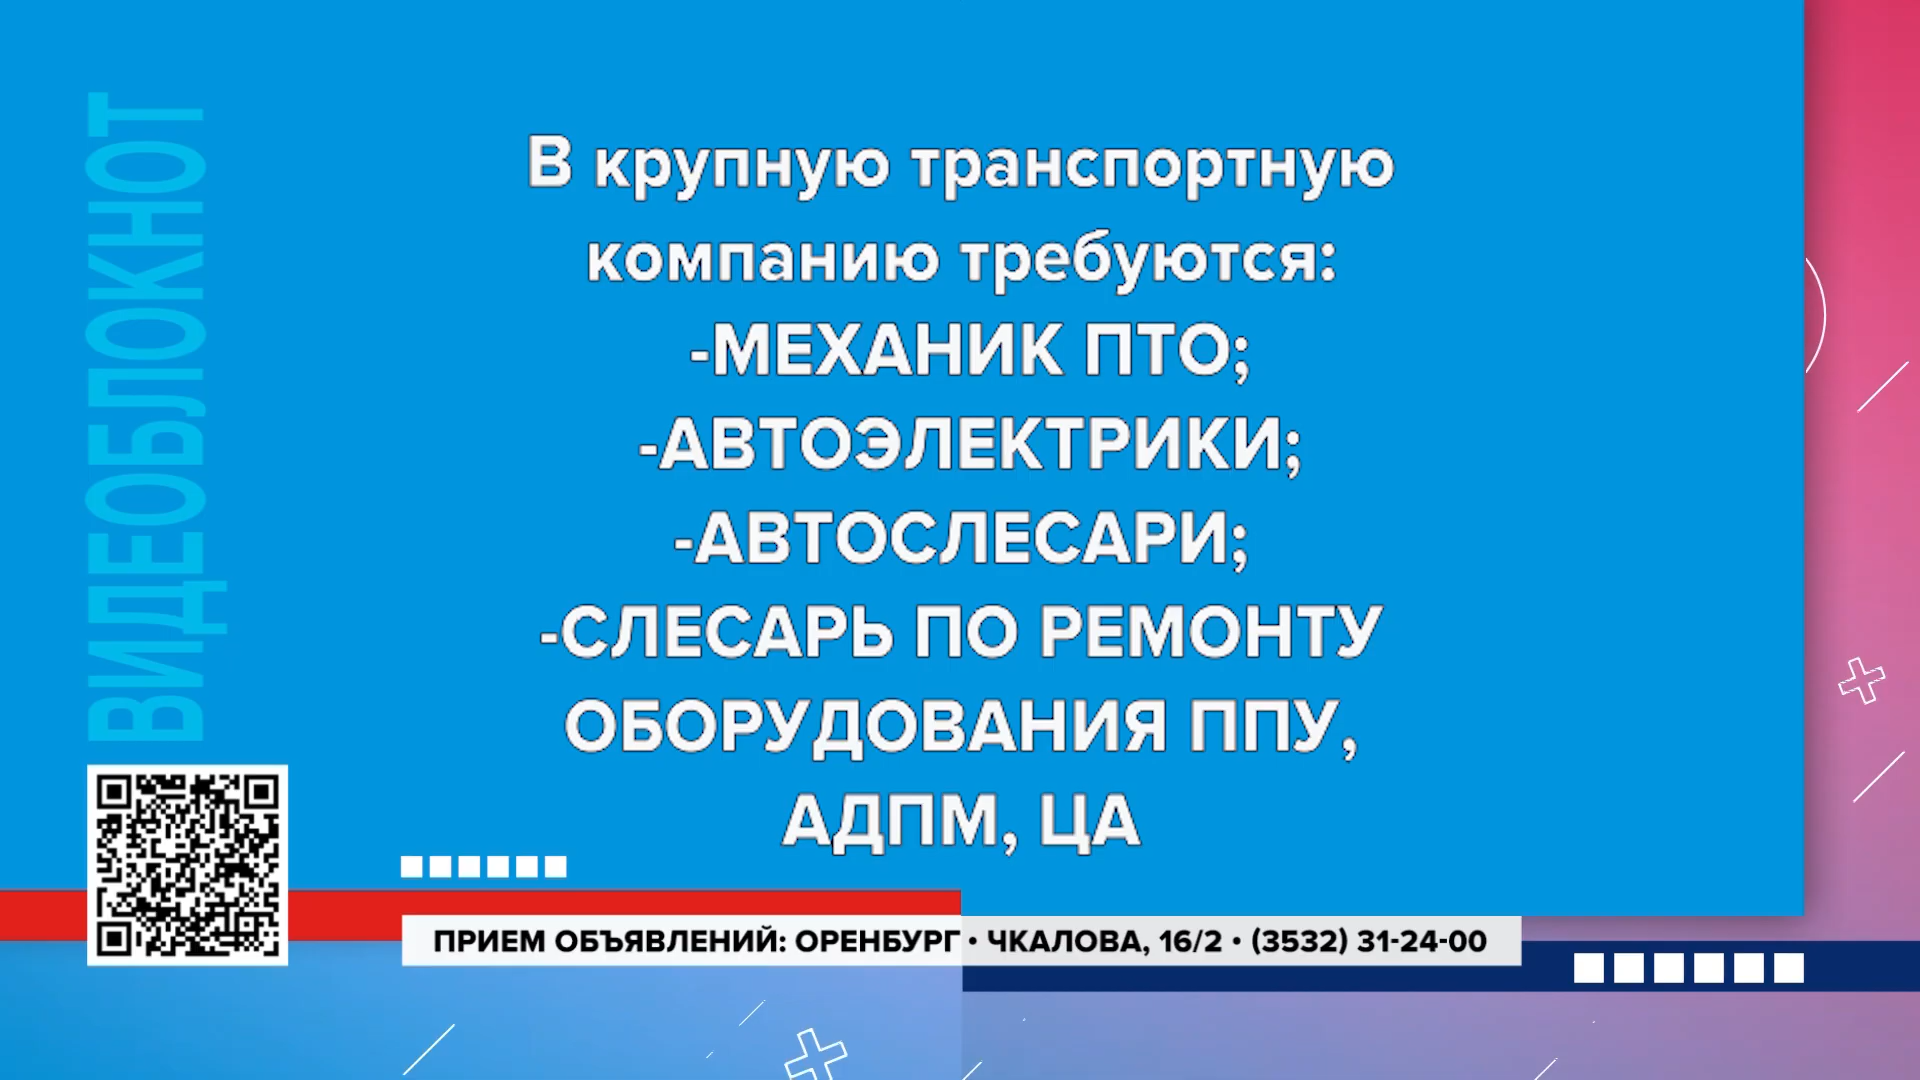 ВИДЕОБЛОКНОТ
В крупную транспортную
компанию требуются:
-МЕХАНИК ПТО;
-АВТОЭЛЕКТРИКИ;
-АВТОСЛЕСАРИ;
-СЛЕСАРЬ ПО РЕМОНТУ
ОБОРУДОВАНИЯ ППУ,
АДПМ, ЦА
ПРИЕМ ОБЪЯВЛЕНИЙ: ОРЕНБУРГ • ЧКАЛОВА, 16/2 • (3532) 31-24-00